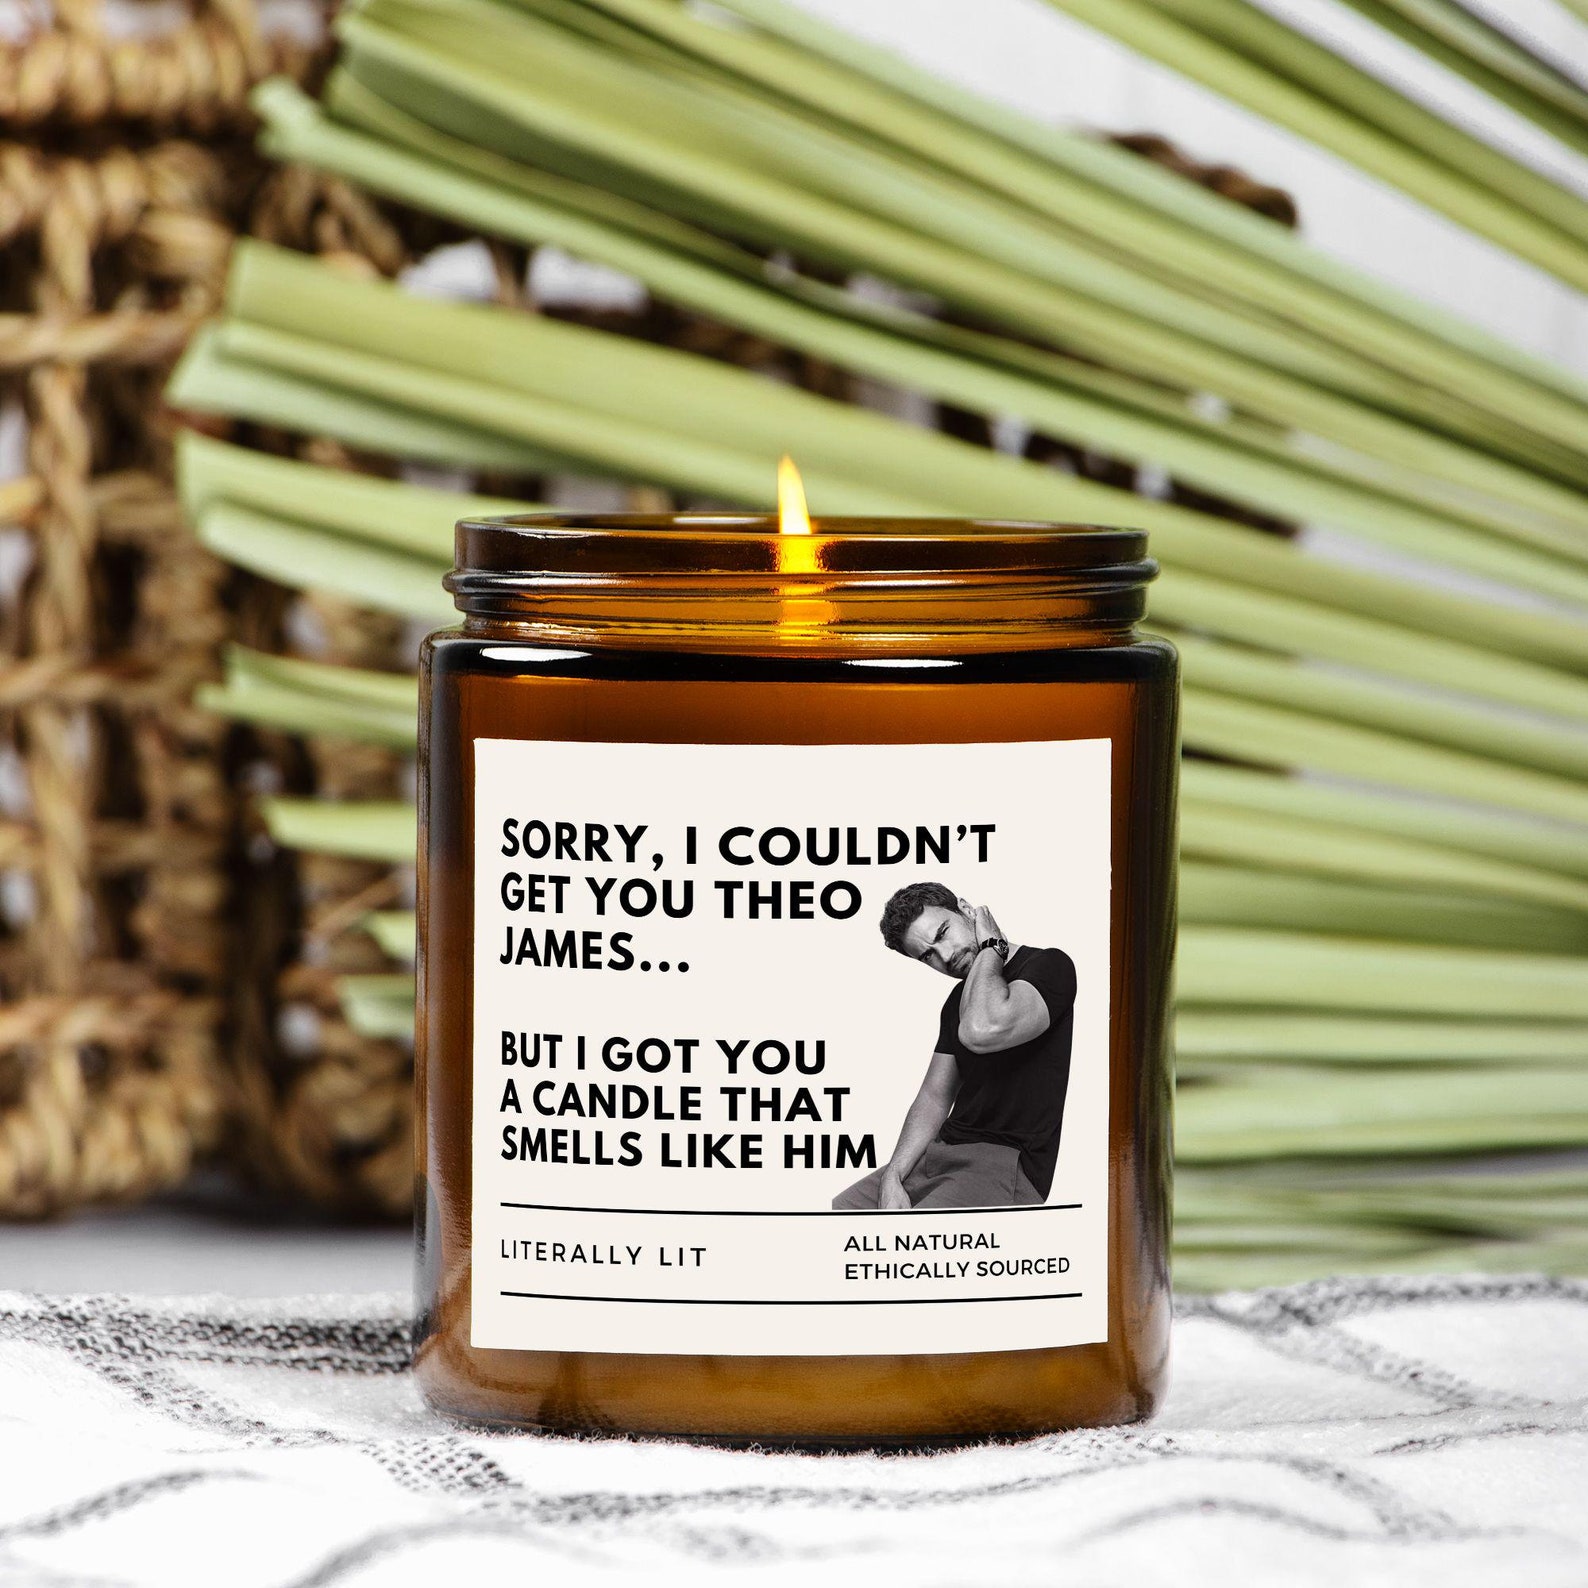 SORRY, I COULDN’T
GET YOU THEO
JAMES...
BUT I GOT YOU
A CANDLE THAT
SMELLS LIKE HIM
LITERALLY LIT
ALL NATURAL
ETHICALLY SOURCED